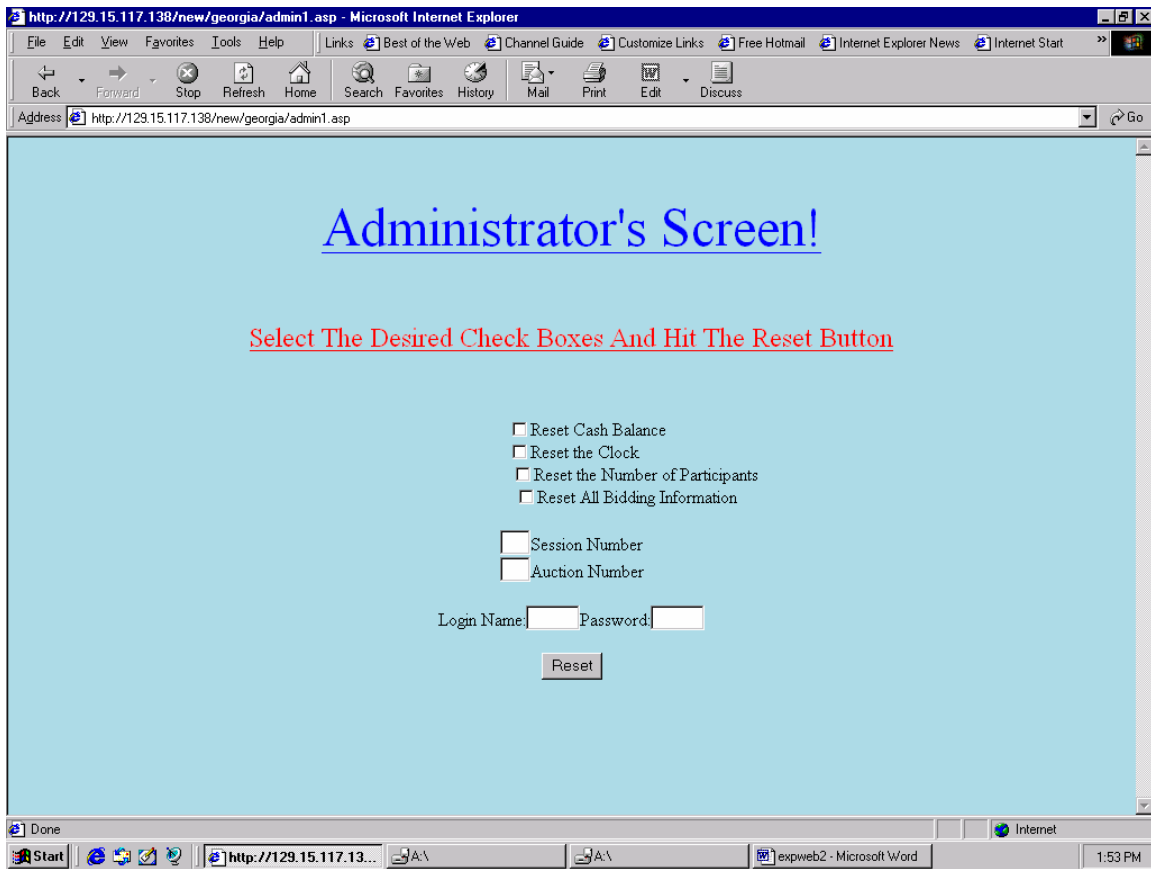 http://129.15.117.138/new/georgia/admin1.asp - Microsoft Internet Explorer
File Edit View Favorites Tools Help Links Best of the Web Channel Guide Customize Links Free Hotmail Internet Explorer News Internet Start »
Back Forward Stop Refresh Home Search Favorites History Mail Print Edit Discuss
Address http://129.15.117.138/new/georgia/admin1.asp Go
Administrator's Screen!
Select The Desired Check Boxes And Hit The Reset Button
Reset Cash Balance
Reset the Clock
Reset the Number of Participants
Reset All Bidding Information
Session Number
Auction Number
Login Name: Password:
Reset
Done Internet
Start http://129.15.117.13... A:\ A:\ expweb2 - Microsoft Word 1:53 PM